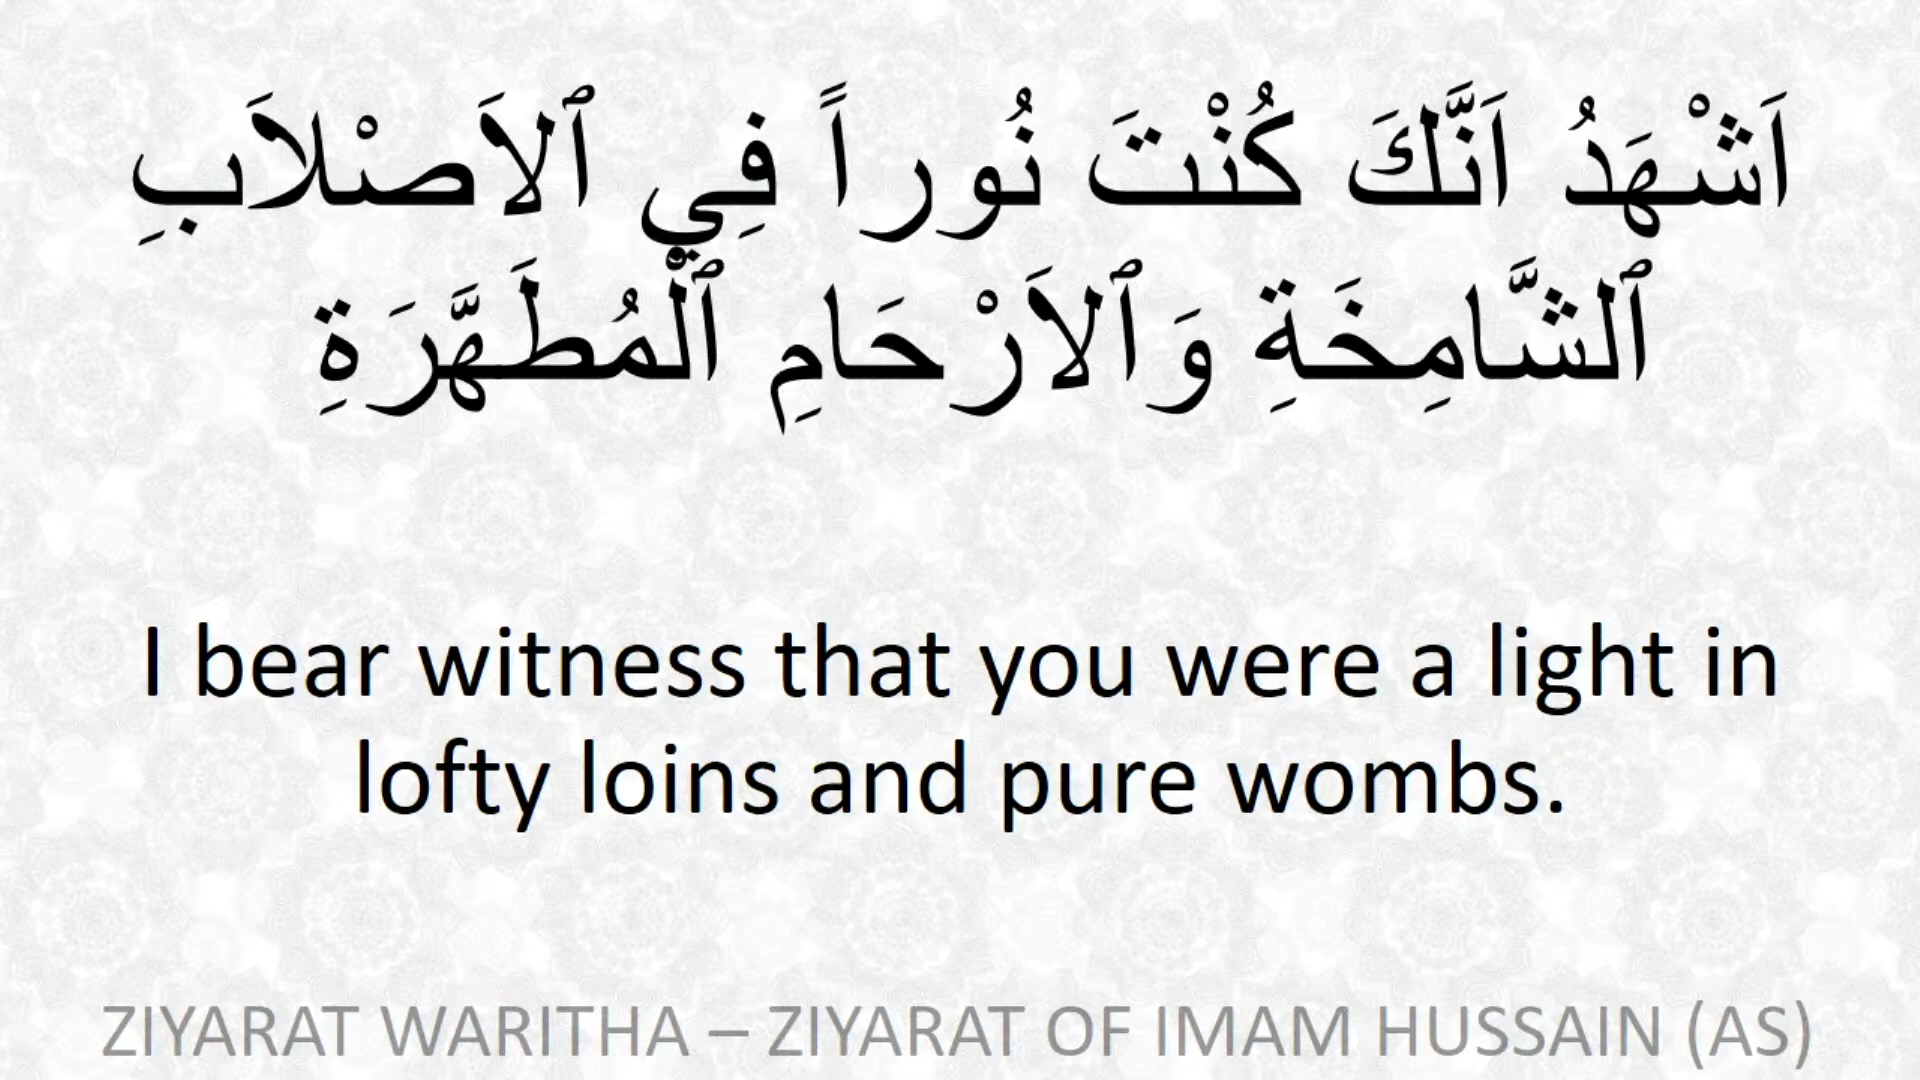 اَشْهَدُ اَنَّكَ كُنْتَ نُوراً فِي ٱلاَصْلاَبِ
ٱلشَّامِخَةِ وَٱلاَرْحَامِ ٱلْمُطَهَّرَةِ
I bear witness that you were a light in
lofty loins and pure wombs.
ZIYARAT WARITHA – ZIYARAT OF IMAM HUSSAIN (AS)